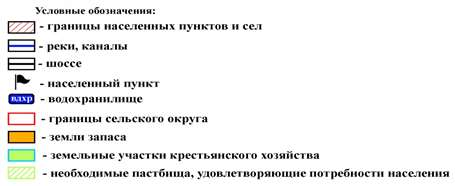 Условные обозначения:
- границы населенных пунктов и сел
- реки, каналы
- шоссе
- населенный пункт
вдхр - водохранилище
- границы сельского округа
- земли запаса
- земельные участки крестьянского хозяйства
- необходимые пастбища, удовлетворяющие потребности населения